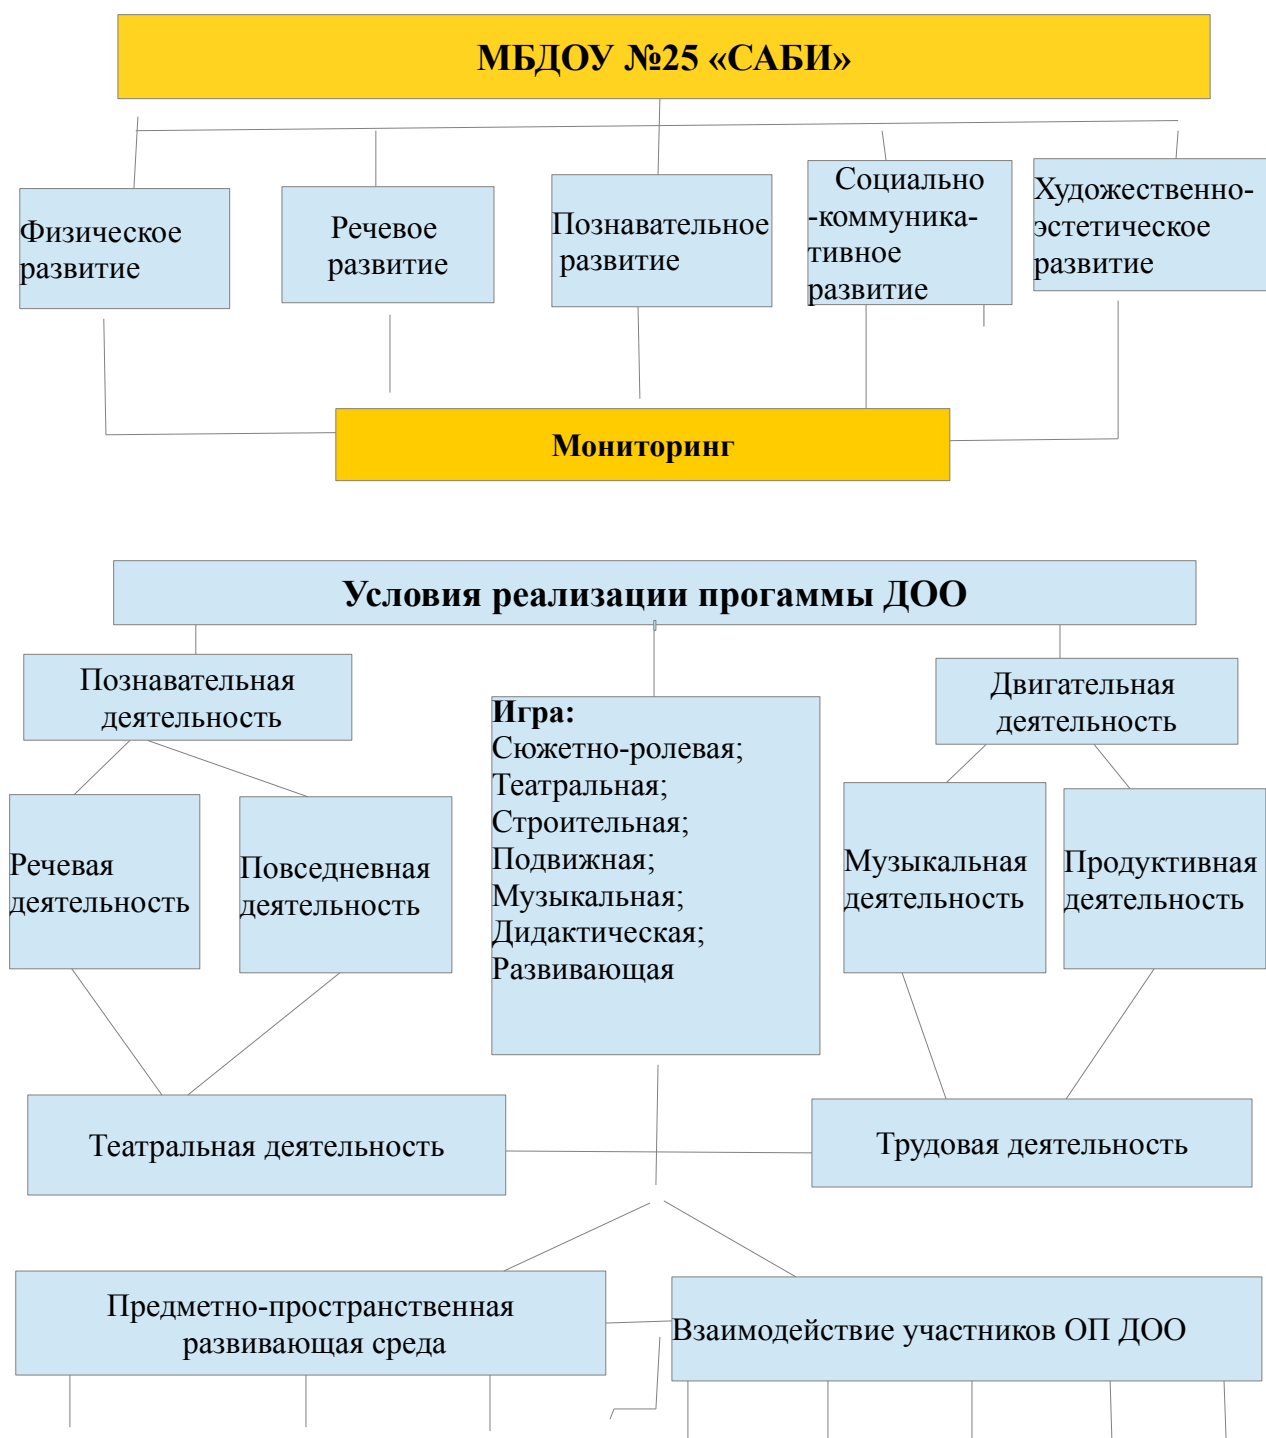 МБДОУ №25 «САБИ»
Физическое
развитие
Речевое
развитие
Познавательное
развитие
Социально
-коммуника-
тивное
развитие
Художественно-
эстетическое
развитие
Мониторинг
Условия реализации прогаммы ДОО
Познавательная
деятельность
Игра:
Сюжетно-ролевая;
Театральная;
Строительная;
Подвижная;
Музыкальная;
Дидактическая;
Развивающая
Двигательная
деятельность
Речевая
деятельность
Повседневная
деятельность
Музыкальная
деятельность
Продуктивная
деятельность
Театральная деятельность
Трудовая деятельность
Предметно-пространственная
развивающая среда
Взаимодействие участников ОП ДОО